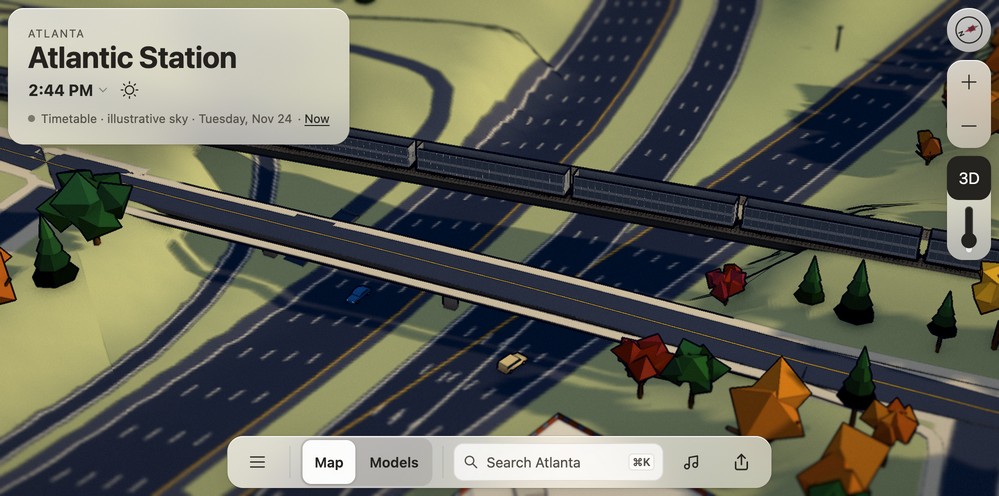 ATLANTA
Atlantic Station
2:44 PM
Timetable · illustrative sky · Tuesday, Nov 24 · Now
N
3D
Map Models Search Atlanta ⌘K